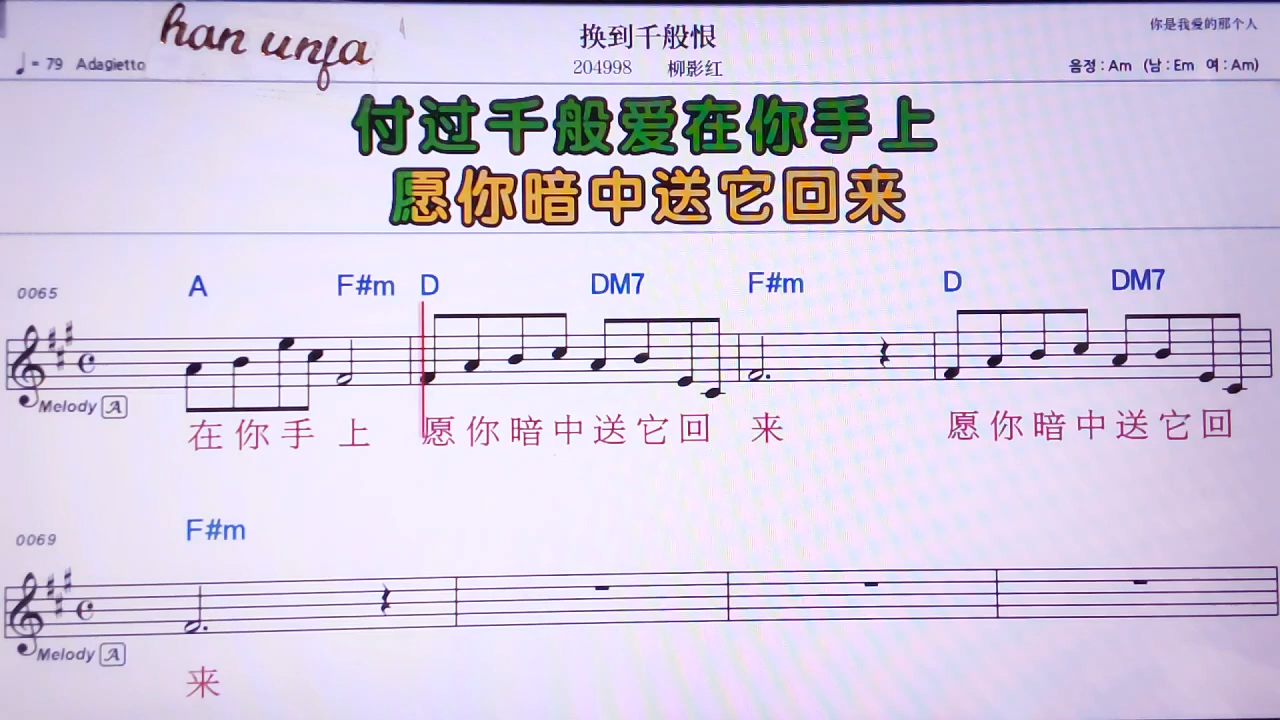 han unfa
♩= 79 Adagietto
换到千般恨
204998 柳影红
你是我爱的那个人
음정 : Am (남 : Em 여 : Am)
付过千般爱在你手上
愿你暗中送它回来
0065
A F#m D DM7 F#m D DM7
Melody A
在你手上 愿你暗中送它回来 愿你暗中送它回
0069
F#m
Melody A
来